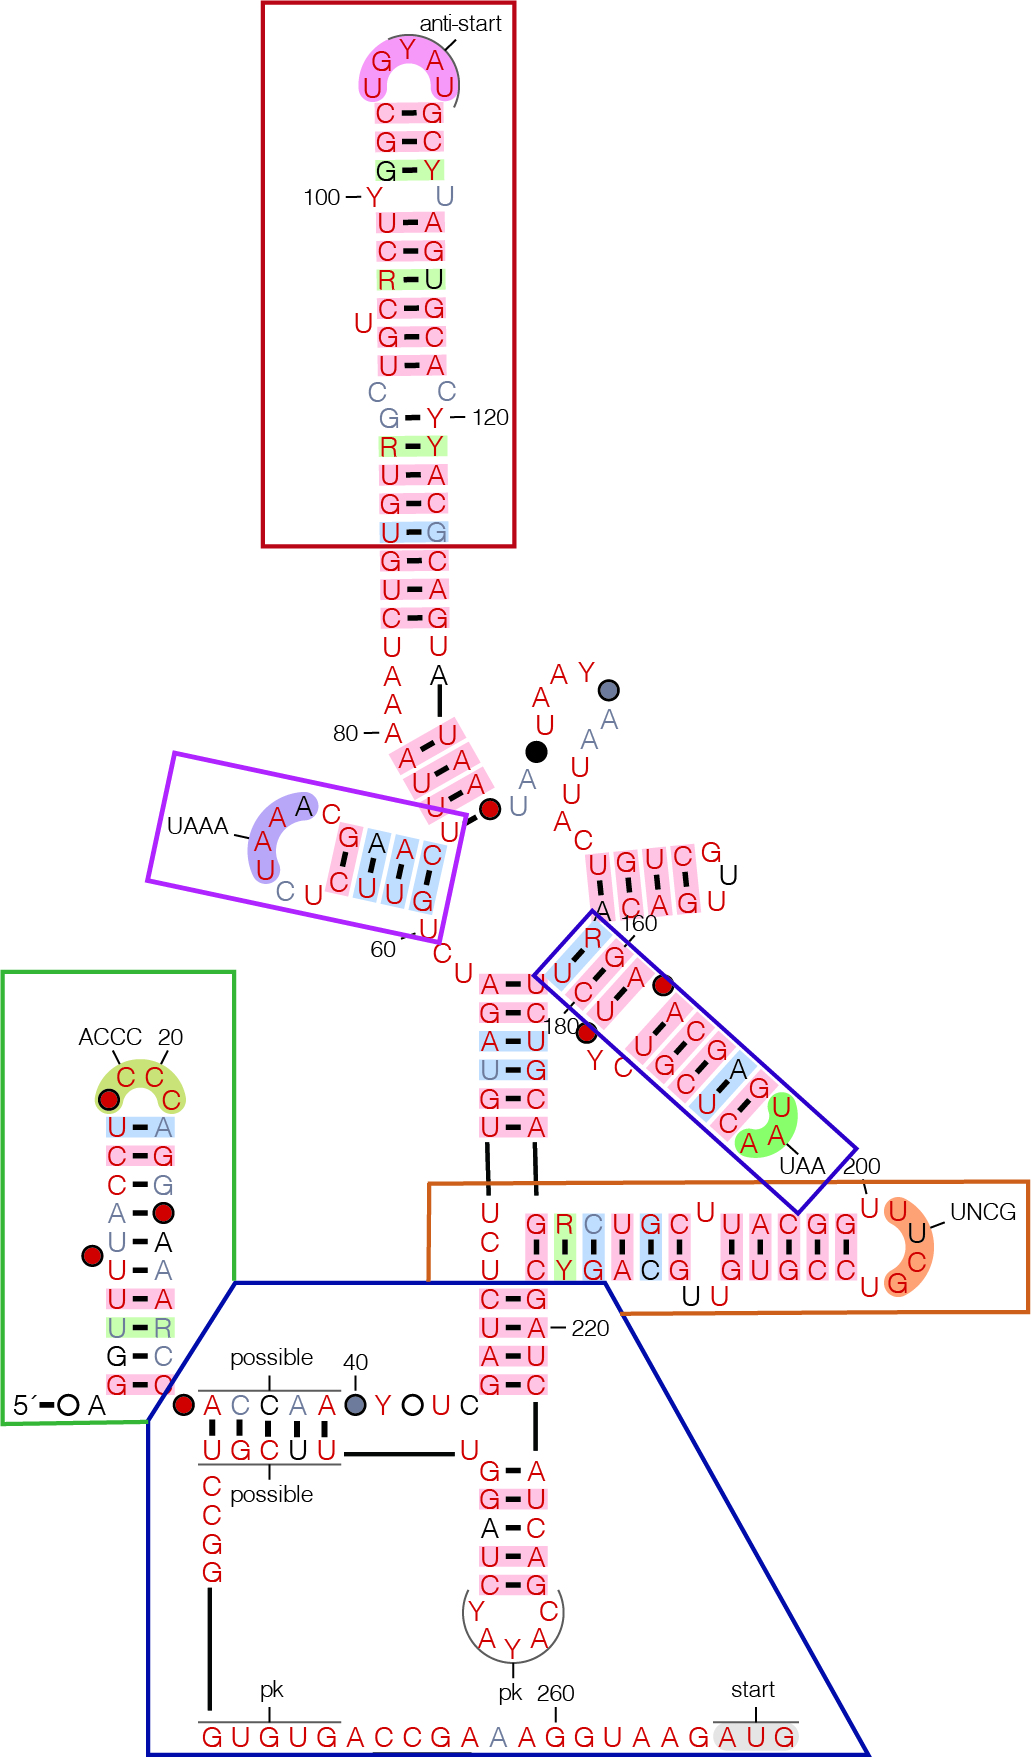 anti-start
G Y A
U U
C G
G C
G Y
100 Y U
U A
C G
R U
C G
U
G C
U A
C C
G Y 120
R Y
U A
G C
U G
G C
U A
C G
U U
A A
A
80 A U
A A
U A
U
U
A Y
A
U A
A
A U
U U
A C
UAAA
A A C
A G A A C
U C U C U U G
60 U
C
U
U G U C G
U
A C A G U
160
R
G
A
A
C
G
A
G
U
A
A
UAA
U
C
U
180
Y C
U
G
C
U
C
A U
G C
A U
U G
G C
U A
ACCC 20
C C
C
U A
C G
C G
A
U A
U A
U A
U R
G C
G C
5´ A
200
U G R C U G C U U A C G G U U
U
C
G
UNCG
C
U C Y G A C G U U G U G C C U
C G
U A 220
A U
G C
possible 40
A C C A A Y U C
U G C U U U
possible
C
C
G
G
G A
G U
A C
U A
C G
Y C
A Y A
pk
pk 260 start
G U G U G A C C G A A A G G U A A G A U G